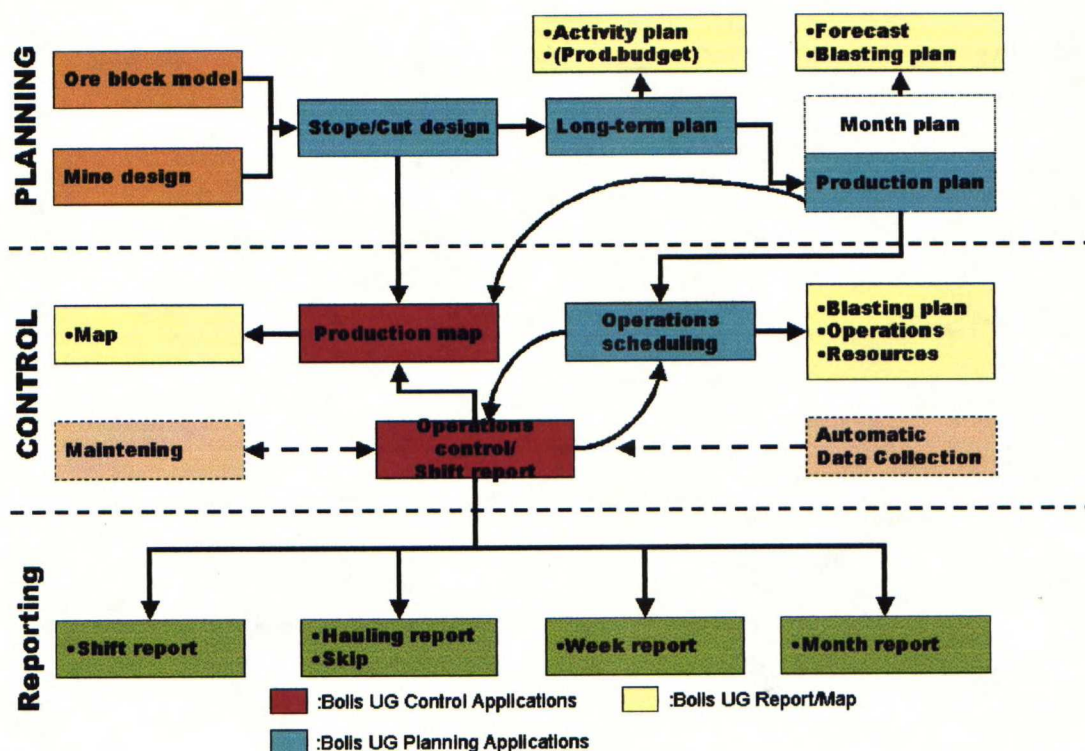 PLANNING
Ore block model
Mine design
Stope/Cut design
•Activity plan
•(Prod.budget)
Long-term plan
•Forecast
•Blasting plan
Month plan
Production plan
CONTROL
•Map
Production map
Operations
scheduling
•Blasting plan
•Operations
•Resources
Maintening
Operations
control/
Shift report
Automatic
Data Collection
Reporting
•Shift report
•Hauling report
•Skip
•Week report
•Month report
:Bolis UG Control Applications
:Bolis UG Report/Map
:Bolis UG Planning Applications